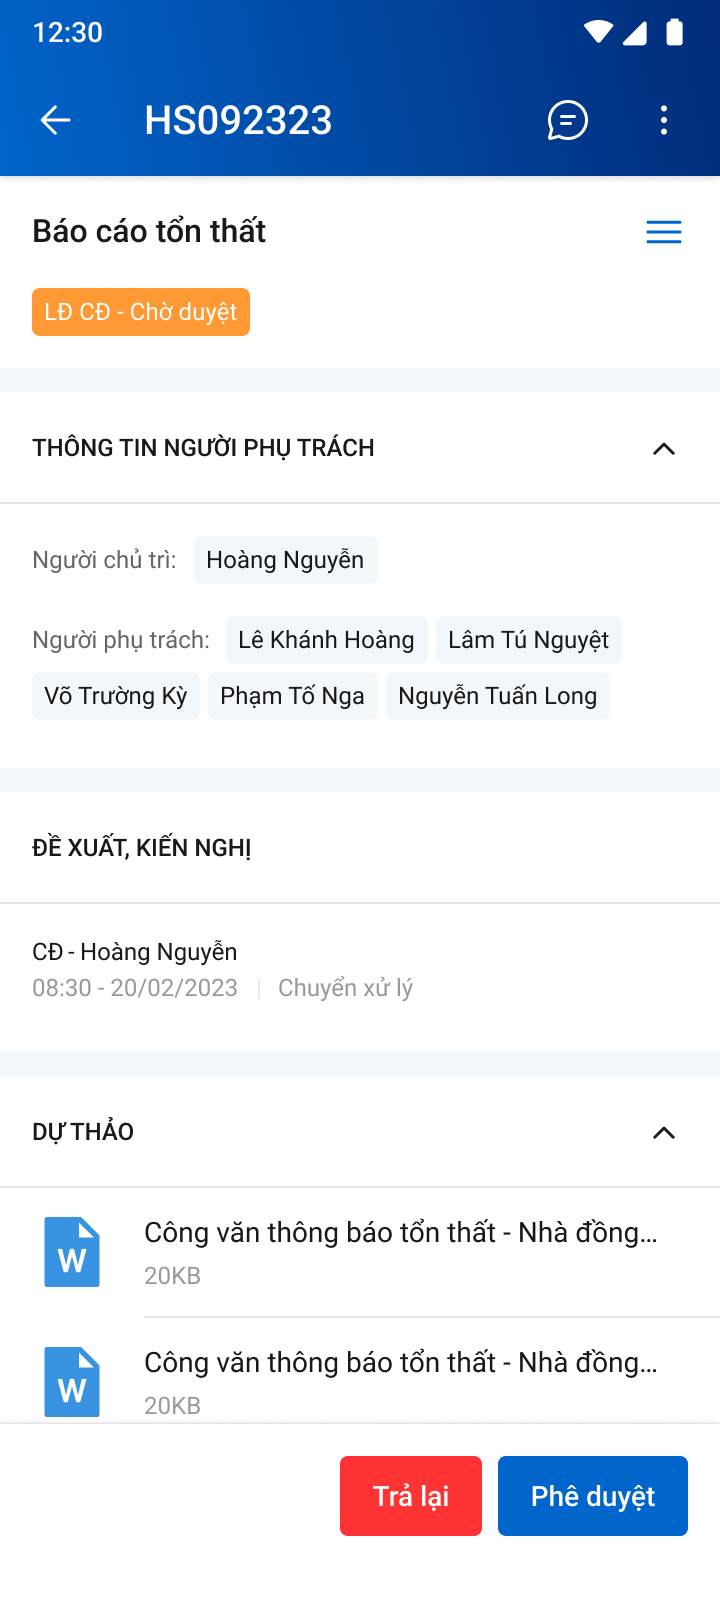 12:30
HS092323
Báo cáo tổn thất
LĐ CĐ - Chờ duyệt
THÔNG TIN NGƯỜI PHỤ TRÁCH
Người chủ trì: Hoàng Nguyễn
Người phụ trách: Lê Khánh Hoàng Lâm Tú Nguyệt
Võ Trường Kỳ Phạm Tố Nga Nguyễn Tuấn Long
ĐỀ XUẤT, KIẾN NGHỊ
CĐ - Hoàng Nguyễn
08:30 - 20/02/2023 Chuyển xử lý
DỰ THẢO
W Công văn thông báo tổn thất - Nhà đồng...
20KB
W Công văn thông báo tổn thất - Nhà đồng...
20KB
Trả lại Phê duyệt